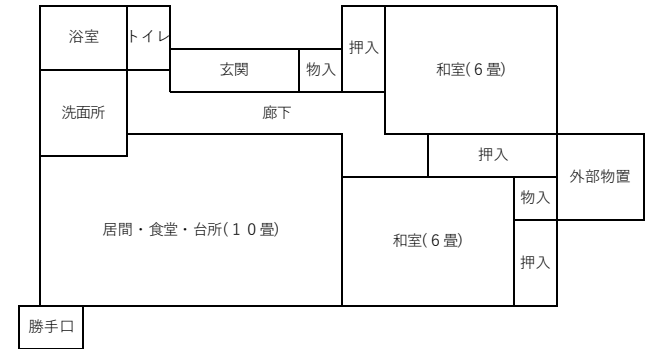 浴室
トイレ
押入
玄関
物入
和室(６畳)
洗面所
廊下
押入
外部物置
物入
居間・食堂・台所(１０畳)
和室(６畳)
押入
勝手口